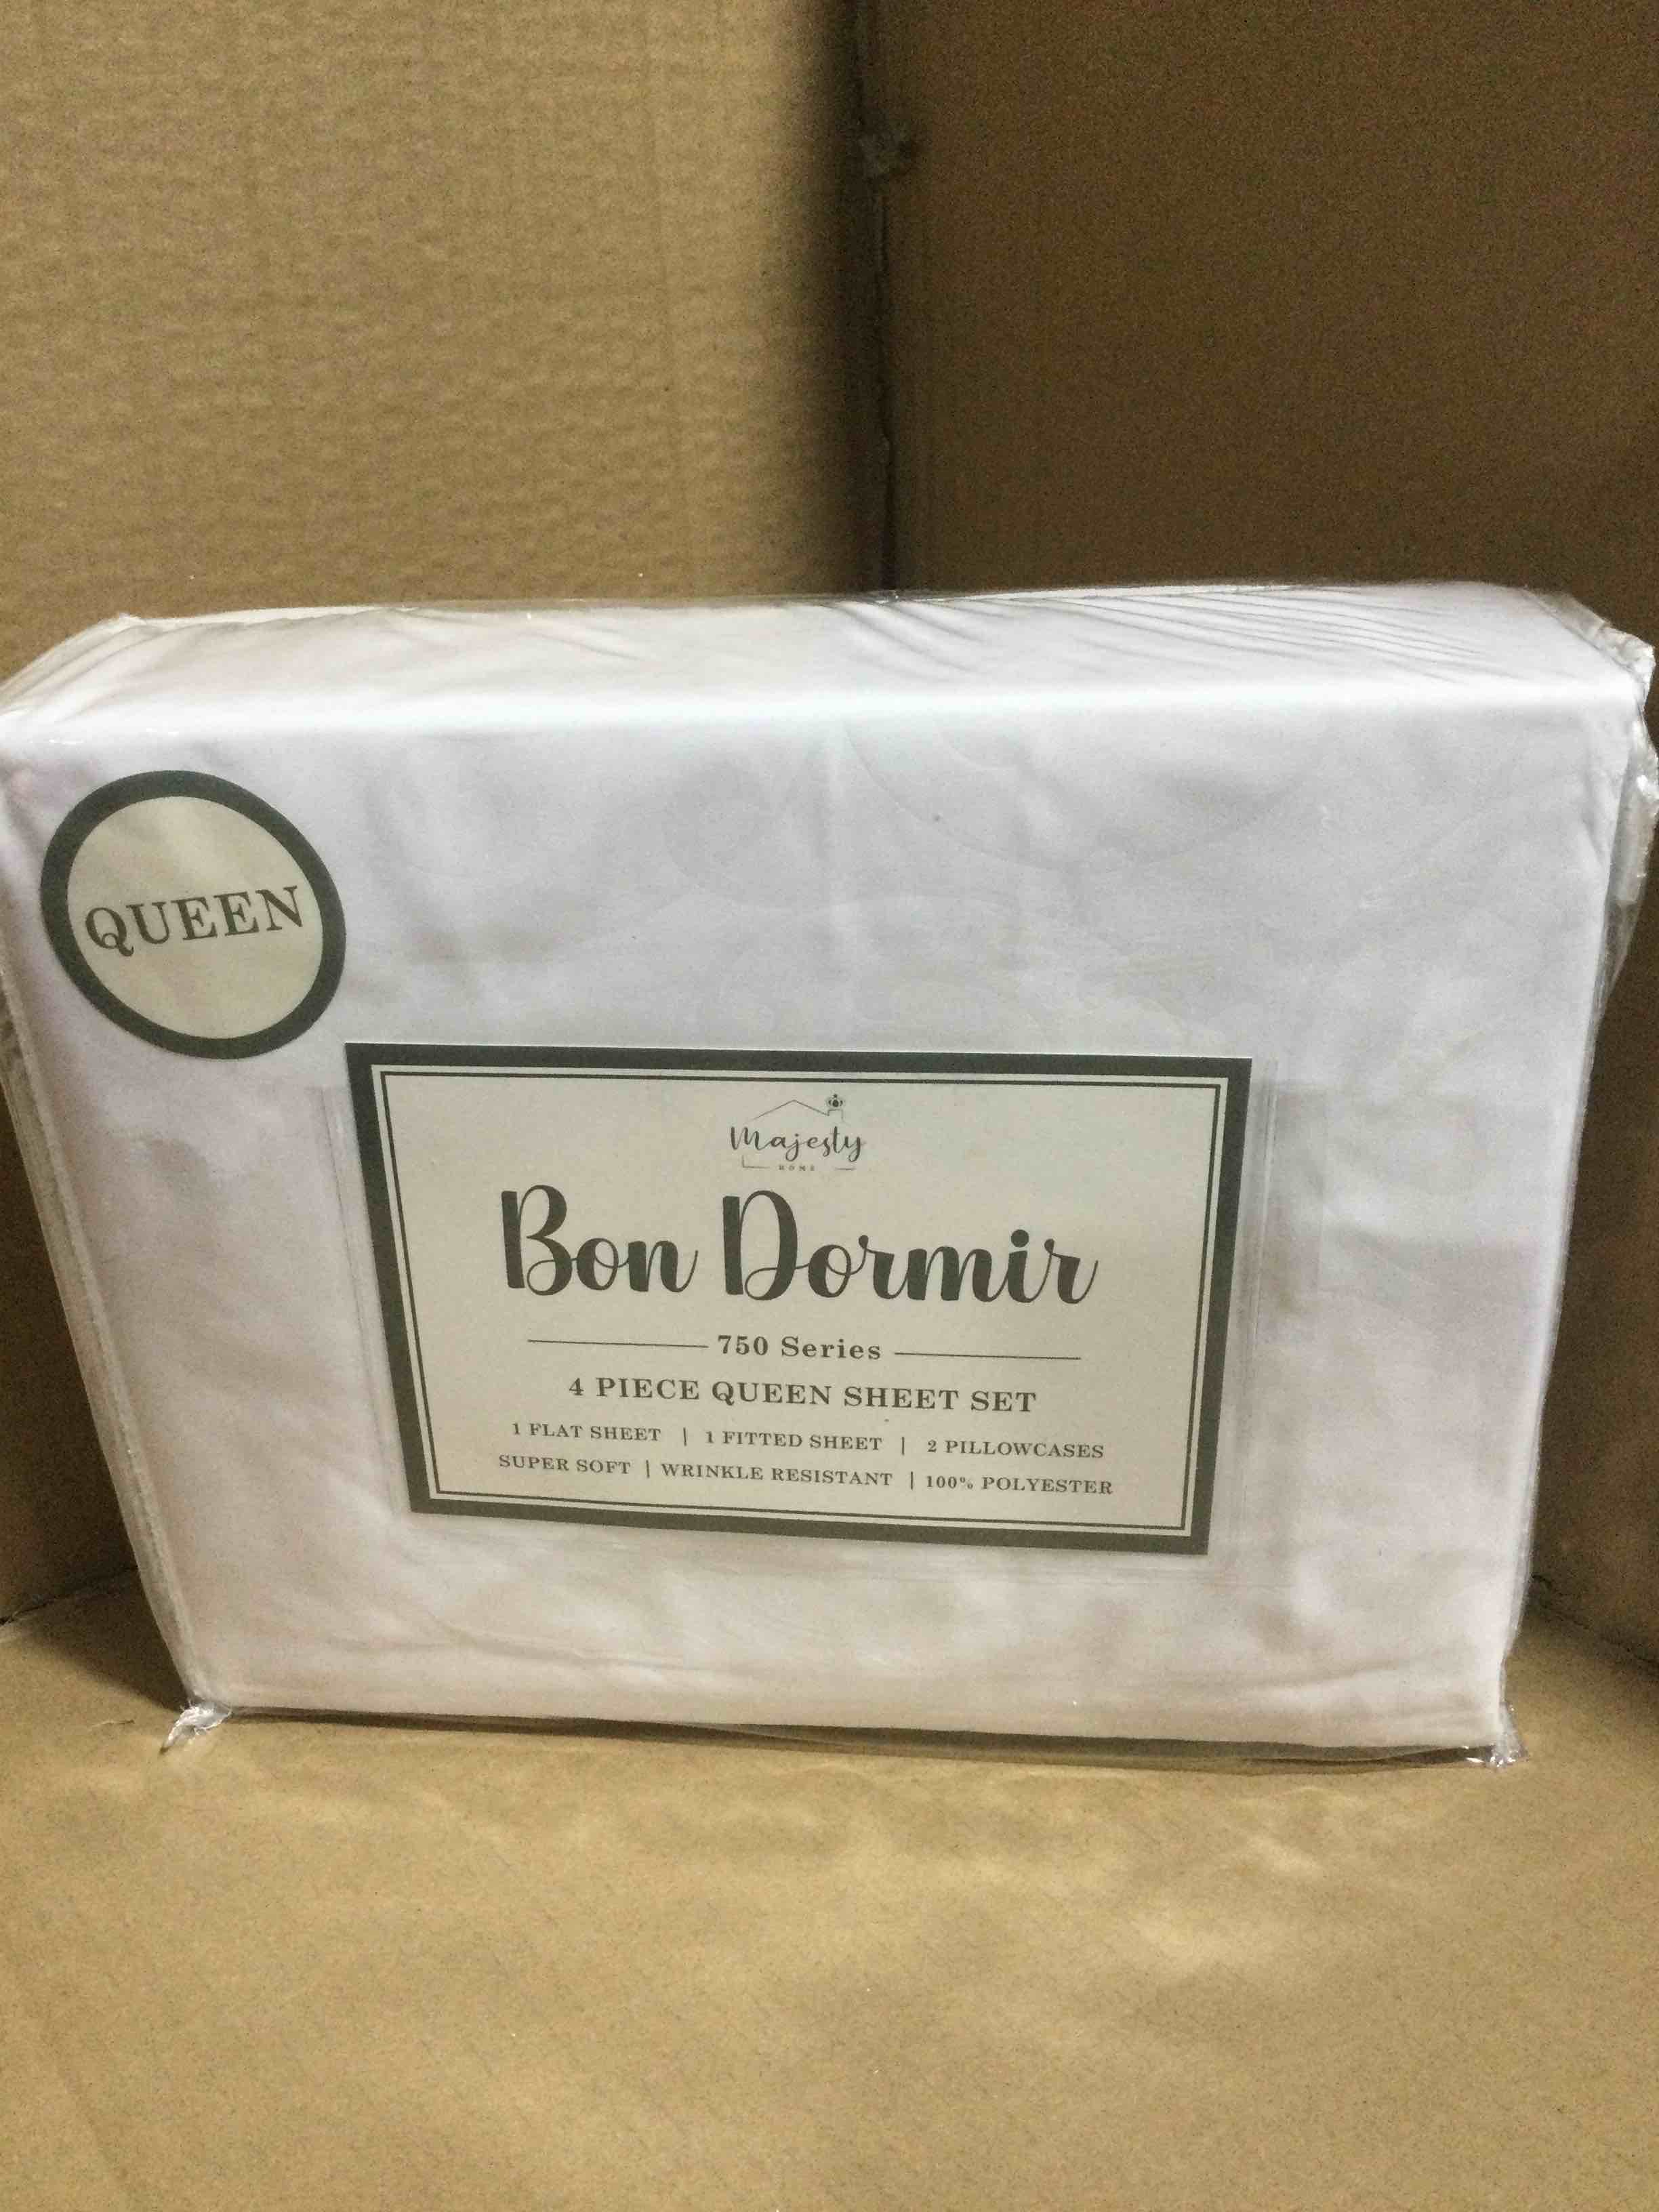 QUEEN
Majesty
HOME
Bon Dormir
750 Series
4 PIECE QUEEN SHEET SET
1 FLAT SHEET | 1 FITTED SHEET | 2 PILLOWCASES
SUPER SOFT | WRINKLE RESISTANT | 100% POLYESTER